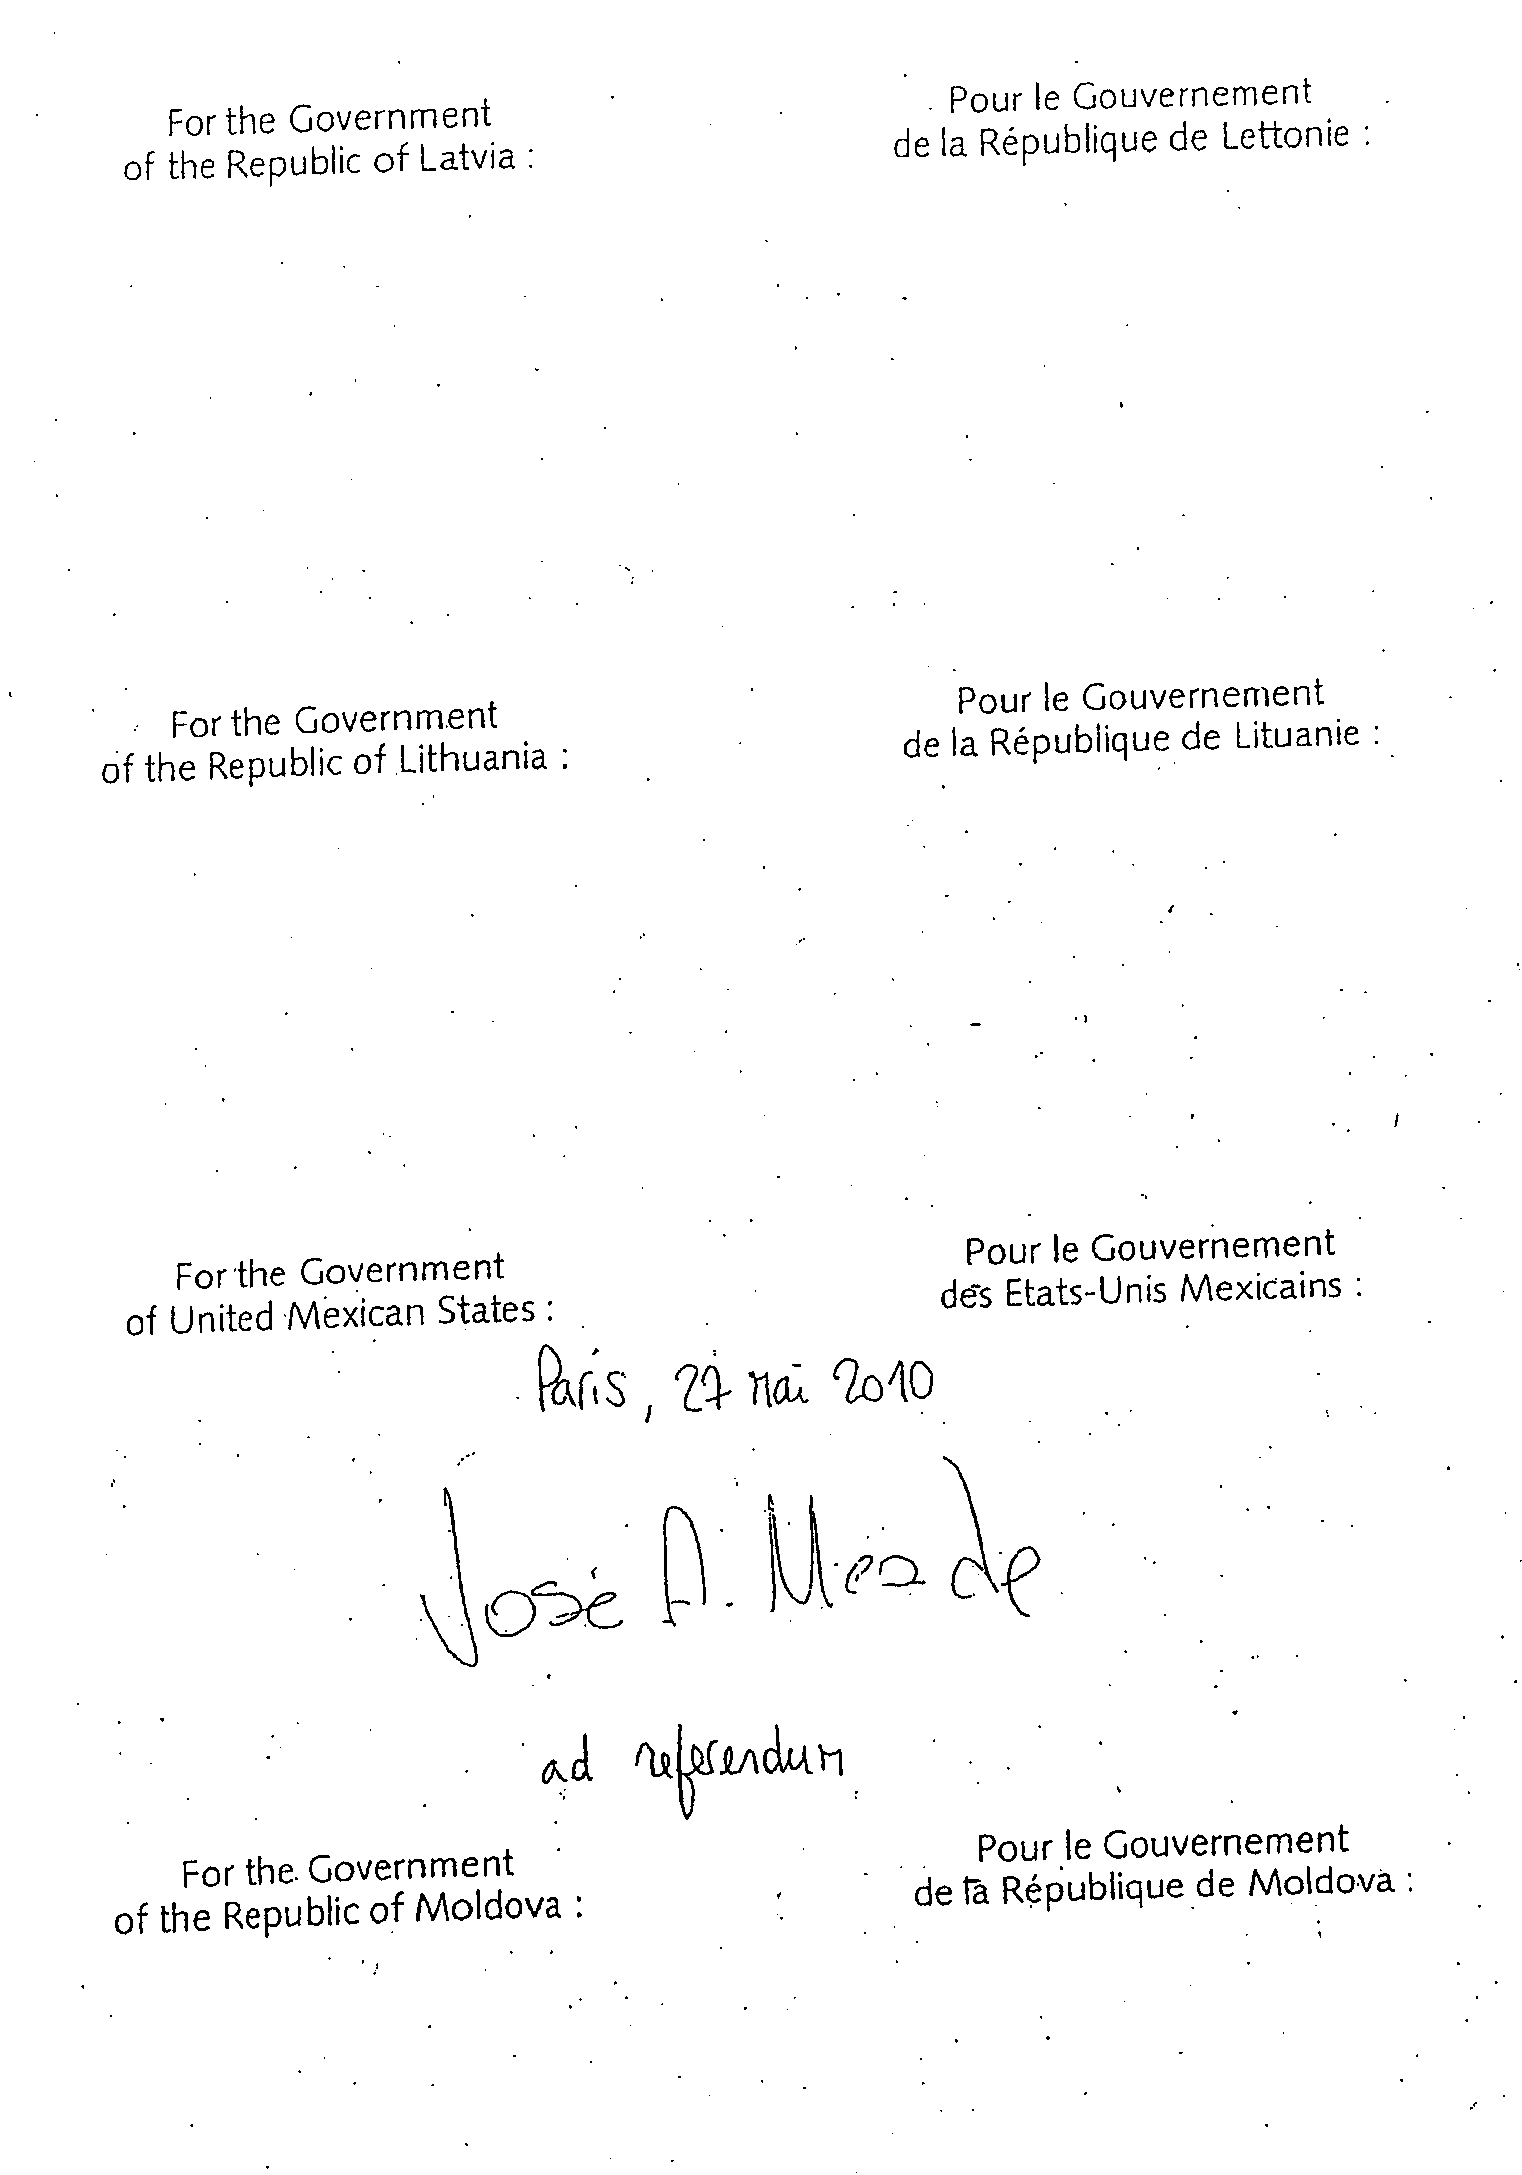 For the Government
of the Republic of Latvia :
Pour le Gouvernement
de la République de Lettonie :
For the Government
of the Republic of Lithuania :
Pour le Gouvernement
de la République de Lituanie :
For the Government
of United Mexican States :
Pour le Gouvernement
des Etats-Unis Mexicains :
Paris, 27 mai 2010
José A. Meade
ad referendum
For the Government
of the Republic of Moldova :
Pour le Gouvernement
de la République de Moldova :